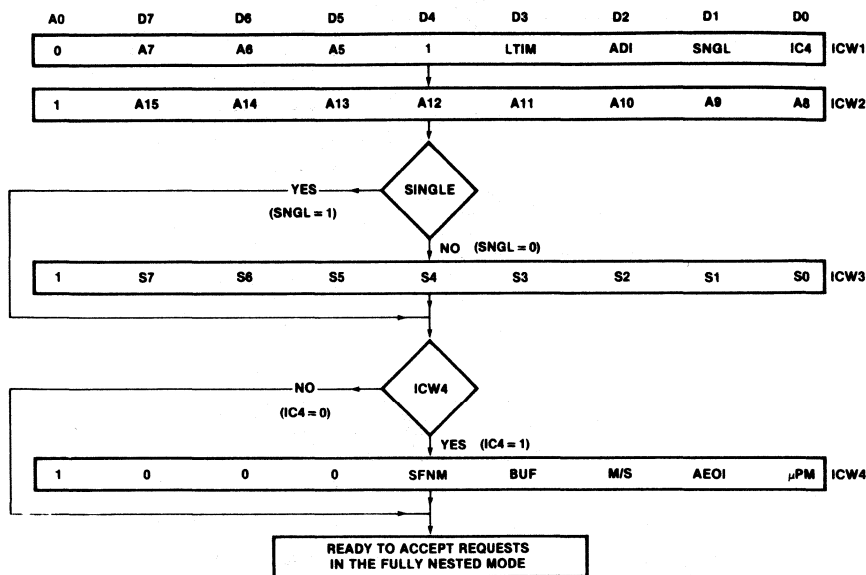 A0 D7 D6 D5 D4 D3 D2 D1 D0
0 A7 A6 A5 1 LTIM ADI SNGL IC4 ICW1
1 A15 A14 A13 A12 A11 A10 A9 A8 ICW2
SINGLE
YES
(SNGL = 1)
NO (SNGL = 0)
1 S7 S6 S5 S4 S3 S2 S1 S0 ICW3
ICW4
NO
(IC4 = 0)
YES (IC4 = 1)
1 0 0 0 SFNM BUF M/S AEOI μPM ICW4
READY TO ACCEPT REQUESTS
IN THE FULLY NESTED MODE